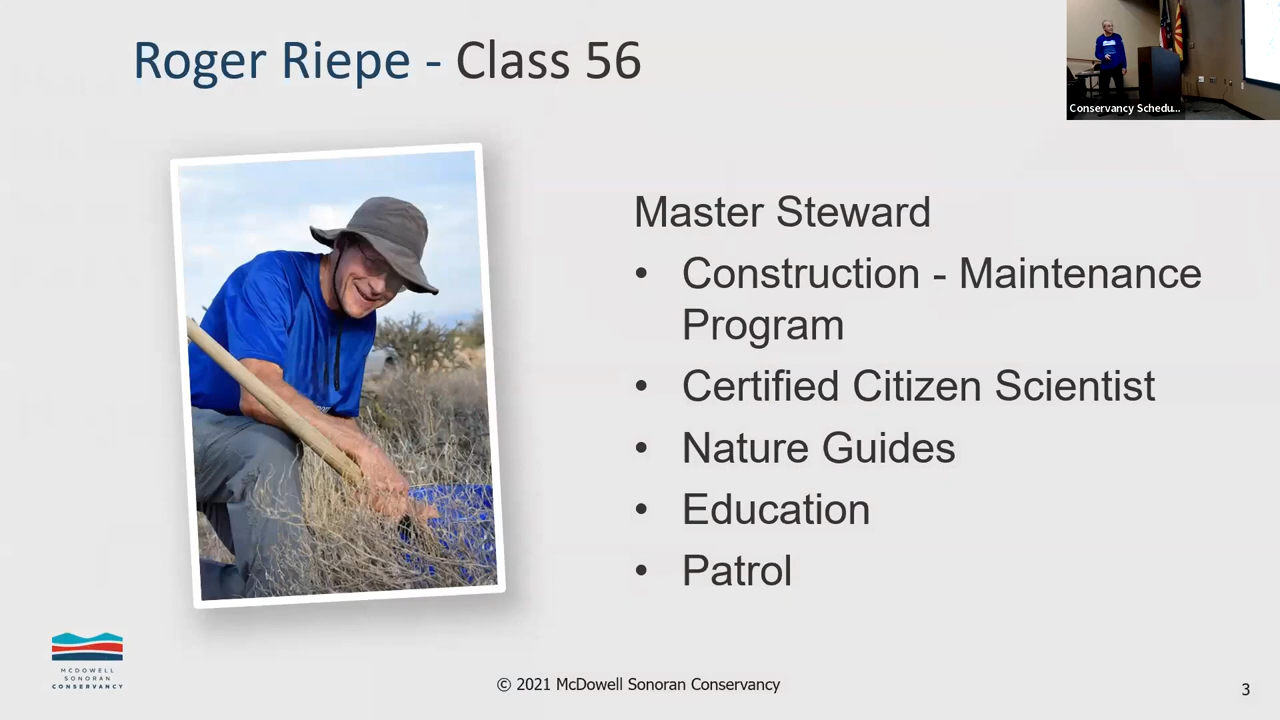 Roger Riepe - Class 56
Conservancy Schedu...
Master Steward
• Construction - Maintenance
Program
• Certified Citizen Scientist
• Nature Guides
• Education
• Patrol
MCDOWELL
SONORAN
CONSERVANCY
© 2021 McDowell Sonoran Conservancy
3